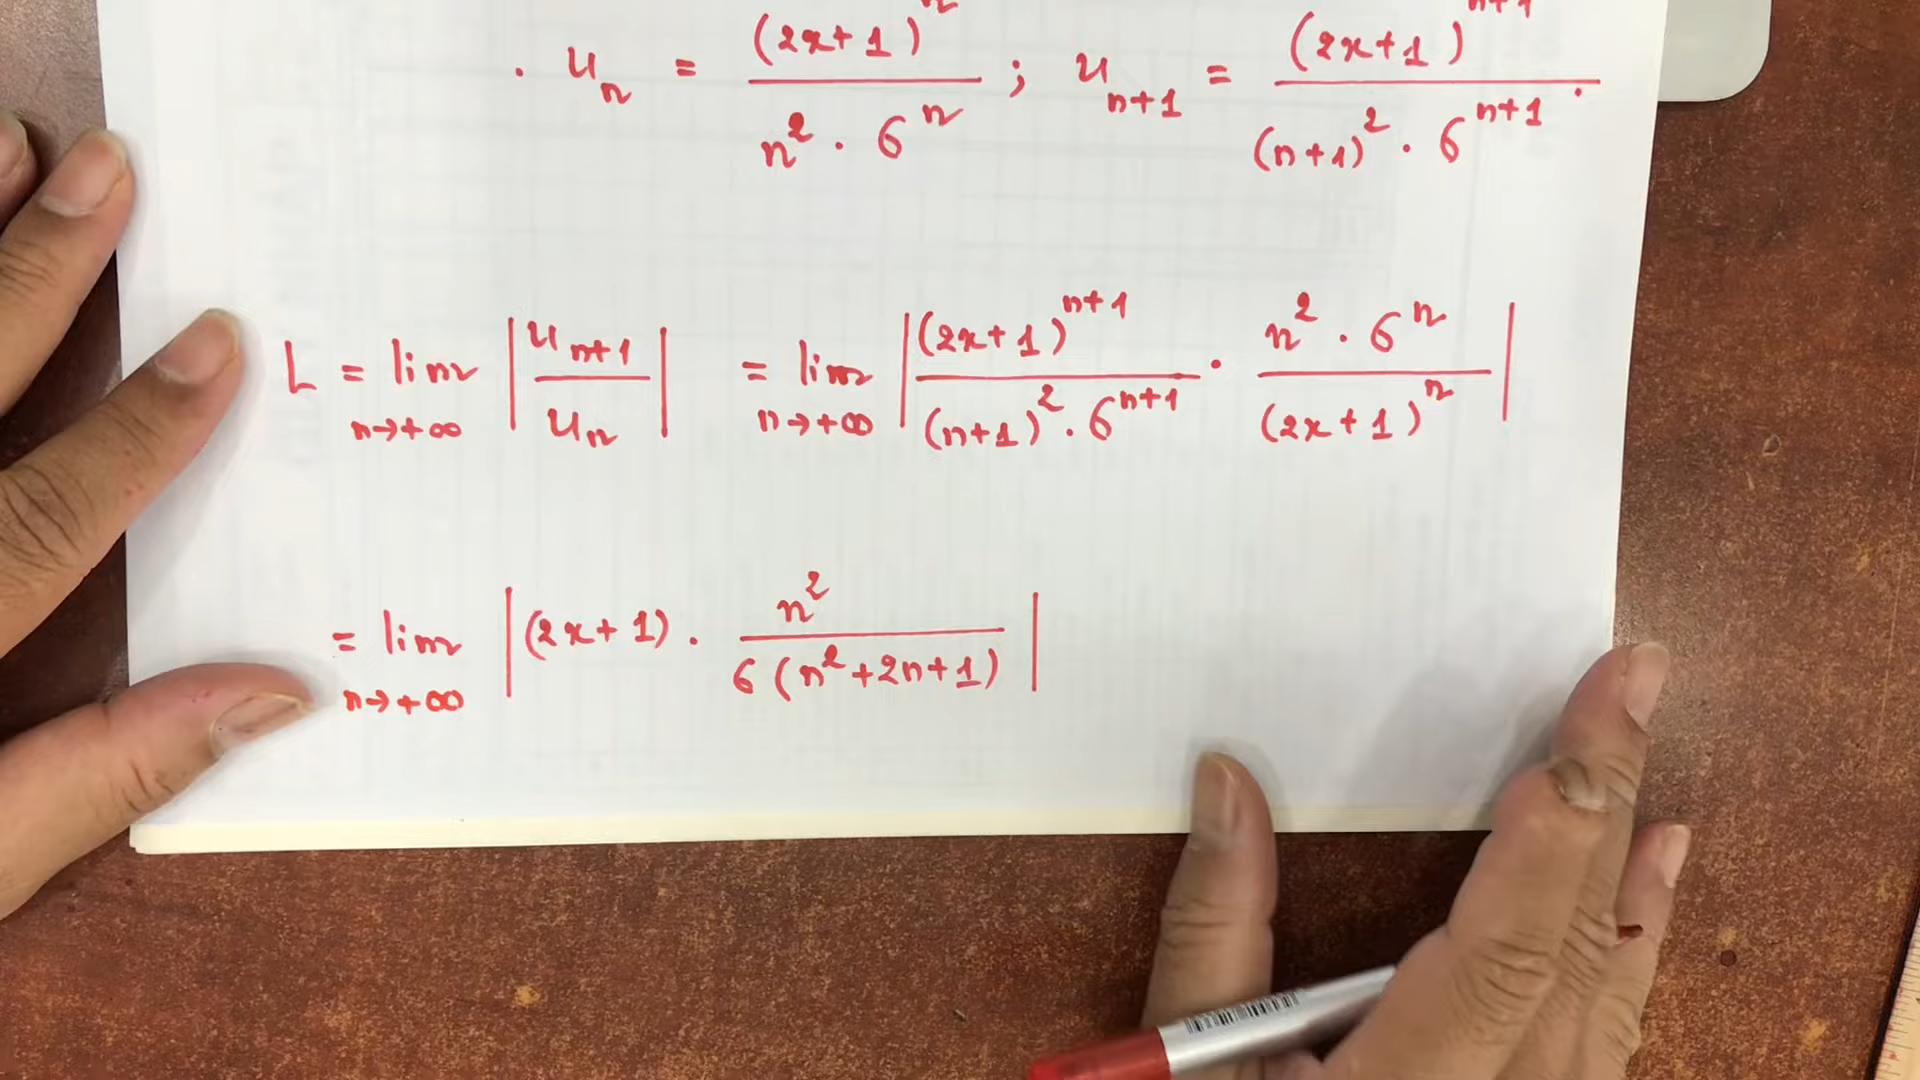 . u_n = (2x+1)^n / (n^2 . 6^n) ; u_{n+1} = (2x+1)^{n+1} / ((n+1)^2 . 6^{n+1}) .
L = lim_{n→+∞} | u_{n+1} / u_n | = lim_{n→+∞} | (2x+1)^{n+1} / ((n+1)^2 . 6^{n+1}) . (n^2 . 6^n) / (2x+1)^n |
= lim_{n→+∞} | (2x+1) . n^2 / (6(n^2+2n+1)) |